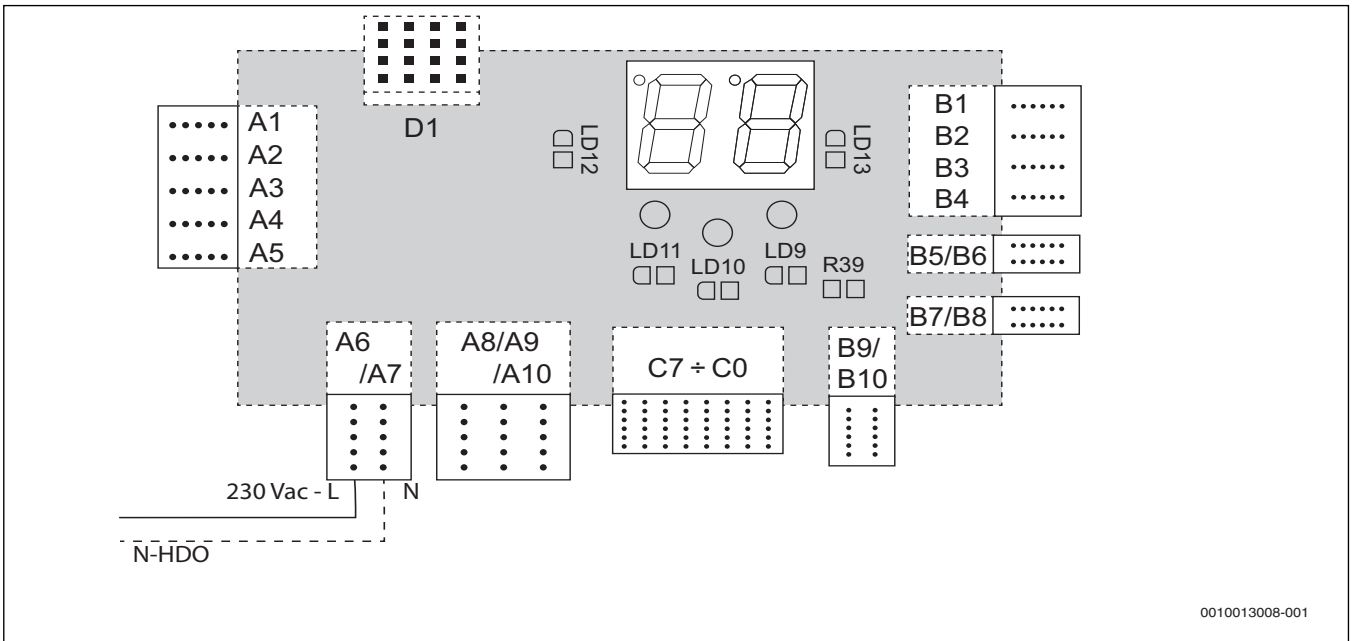 D1
A1
A2
A3
A4
A5
LD12
LD13
B1
B2
B3
B4
LD11
LD10
LD9
R39
B5/B6
B7/B8
A6
/A7
A8/A9
/A10
C7 ÷ C0
B9/
B10
230 Vac - L
N
N-HDO
0010013008-001